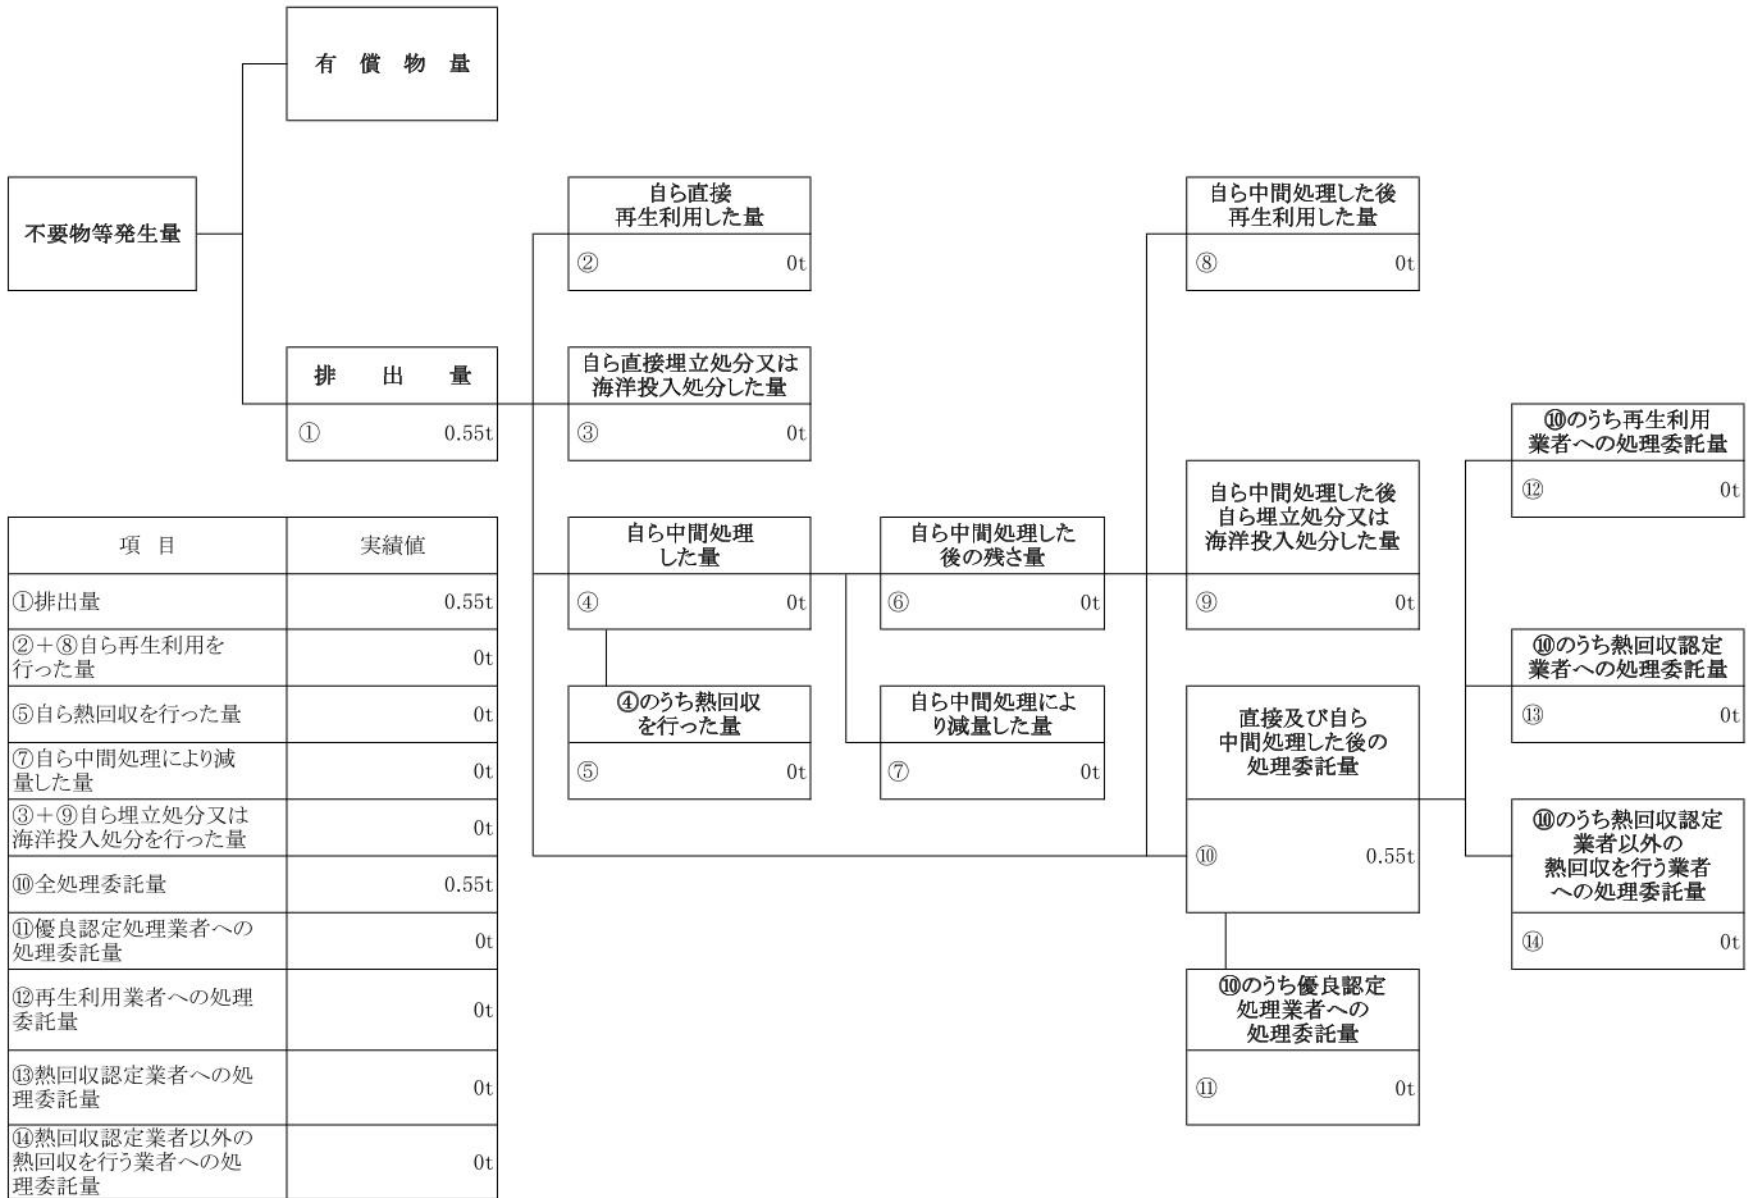 有 償 物 量
不要物等発生量
排 出 量
① 0.55t
自ら直接
再生利用した量
② 0t
自ら直接埋立処分又は
海洋投入処分した量
③ 0t
自ら中間処理
した量
④ 0t
④のうち熱回収
を行った量
⑤ 0t
自ら中間処理した
後の残さ量
⑥ 0t
自ら中間処理によ
り減量した量
⑦ 0t
自ら中間処理した後
再生利用した量
⑧ 0t
自ら中間処理した後
自ら埋立処分又は
海洋投入処分した量
⑨ 0t
直接及び自ら
中間処理した後の
処理委託量
⑩ 0.55t
⑩のうち優良認定
処理業者への
処理委託量
⑪ 0t
⑩のうち再生利用
業者への処理委託量
⑫ 0t
⑩のうち熱回収認定
業者への処理委託量
⑬ 0t
⑩のうち熱回収認定
業者以外の
熱回収を行う業者
への処理委託量
⑭ 0t
項 目 実績値
①排出量 0.55t
②+⑧自ら再生利用を
行った量 0t
⑤自ら熱回収を行った量 0t
⑦自ら中間処理により減
量した量 0t
③+⑨自ら埋立処分又は
海洋投入処分を行った量 0t
⑩全処理委託量 0.55t
⑪優良認定処理業者への
処理委託量 0t
⑫再生利用業者への処理
委託量 0t
⑬熱回収認定業者への処
理委託量 0t
⑭熱回収認定業者以外の
熱回収を行う業者への処
理委託量 0t